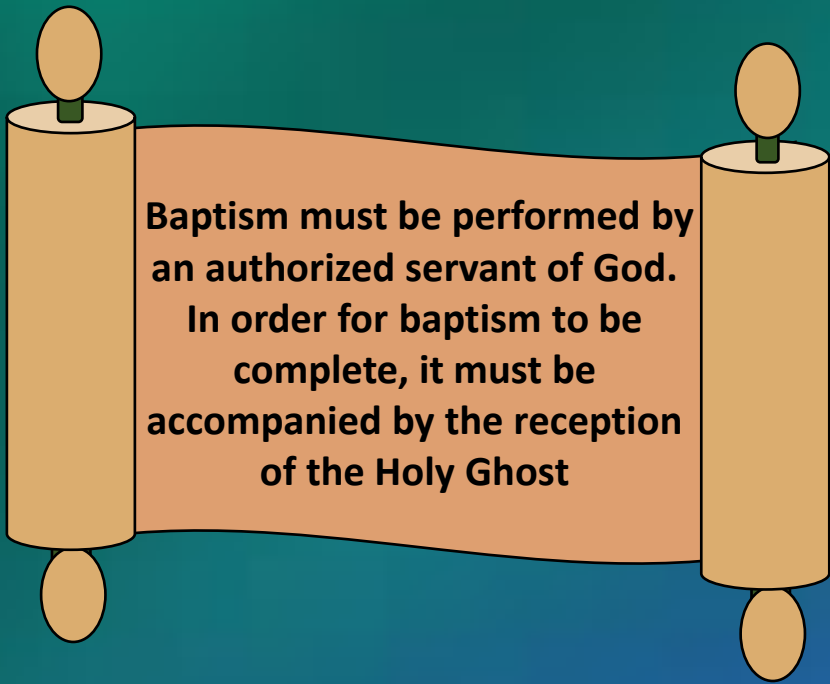 Baptism must be performed by
an authorized servant of God.
In order for baptism to be
complete, it must be
accompanied by the reception
of the Holy Ghost